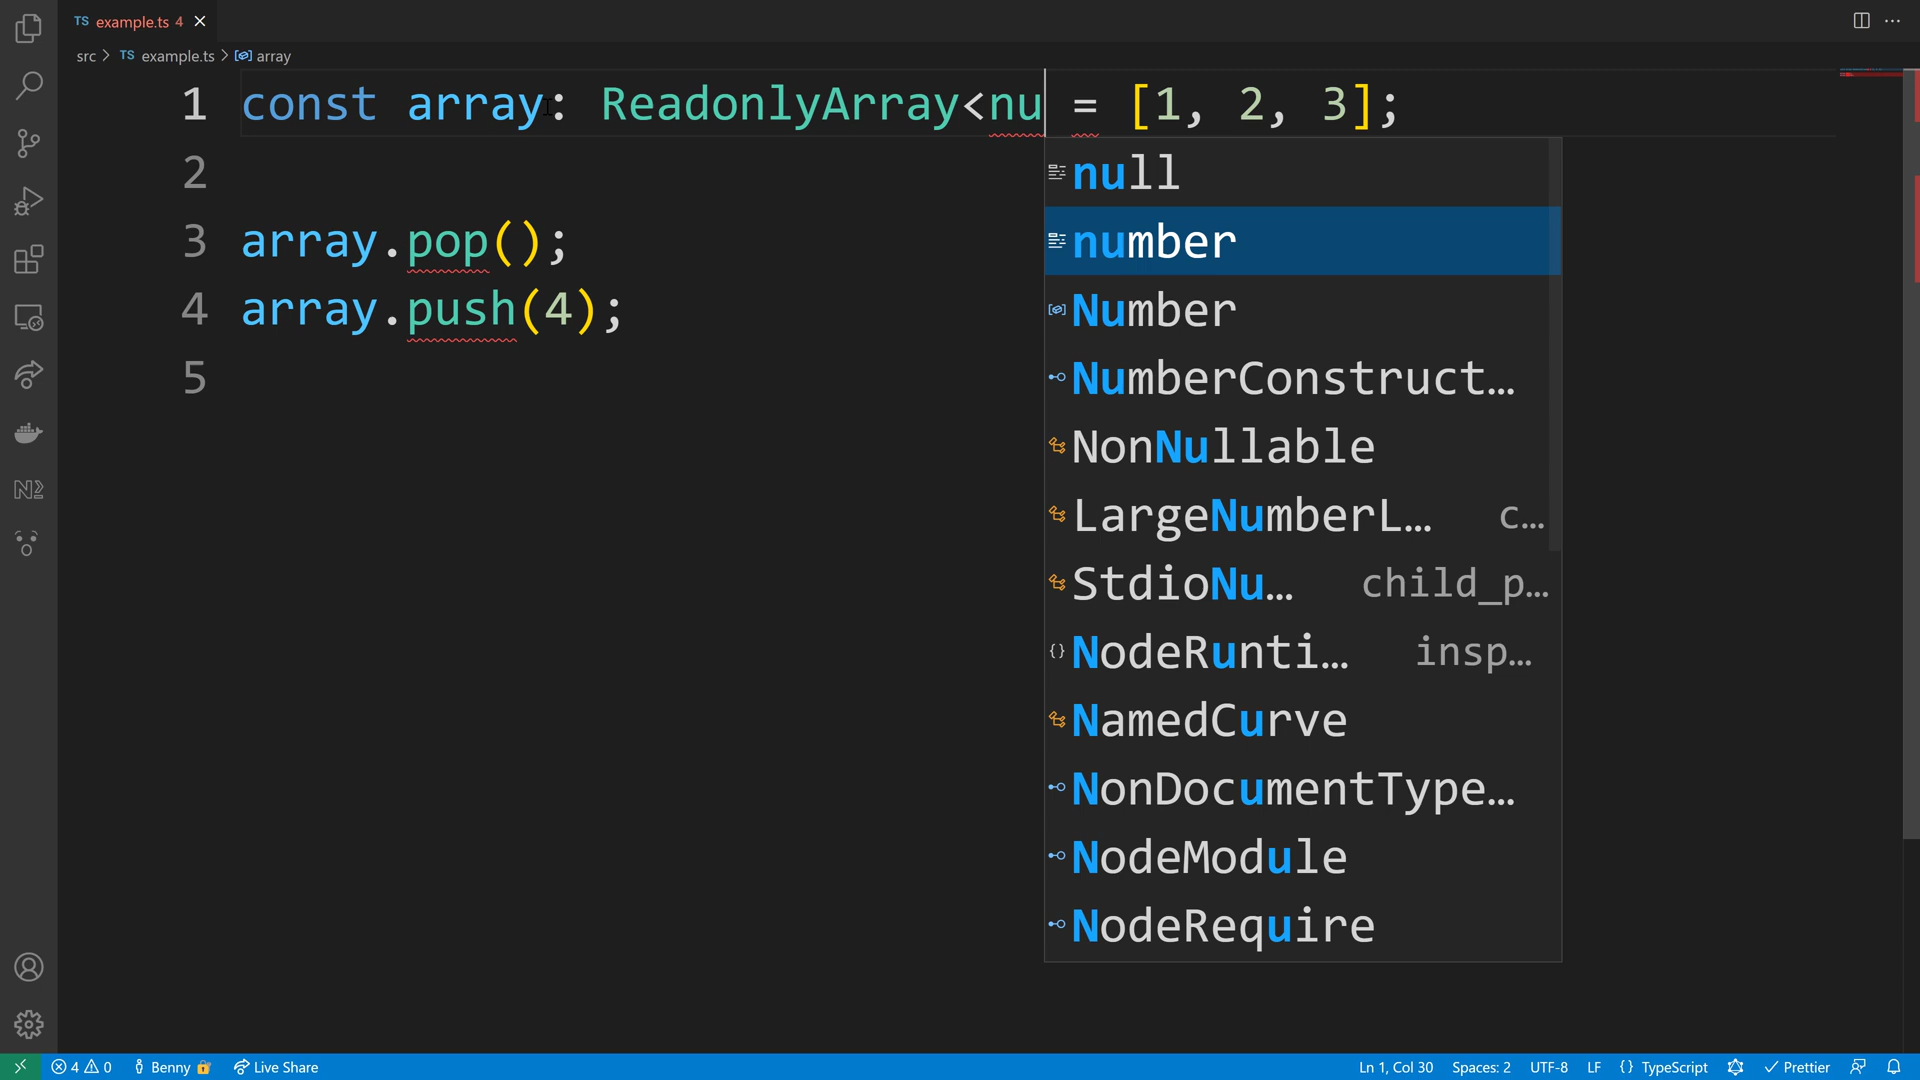 TS example.ts 4
src > TS example.ts > array
1 const array: ReadonlyArray<nu = [1, 2, 3];
2
3 array.pop();
4 array.push(4);
5
null
number
Number
NumberConstruct…
NonNullable
LargeNumberL… c…
StdioNu… child_p…
NodeRunti… insp…
NamedCurve
NonDocumentType…
NodeModule
NodeRequire
4 0 Benny Live Share Ln 1, Col 30 Spaces: 2 UTF-8 LF {} TypeScript Prettier